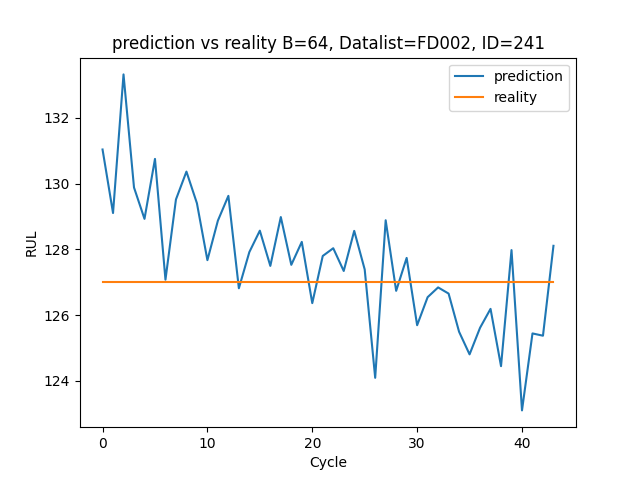 prediction vs reality B=64, Datalist=FD002, ID=241
prediction
reality
132
130
128
126
124
RUL
0 10 20 30 40
Cycle